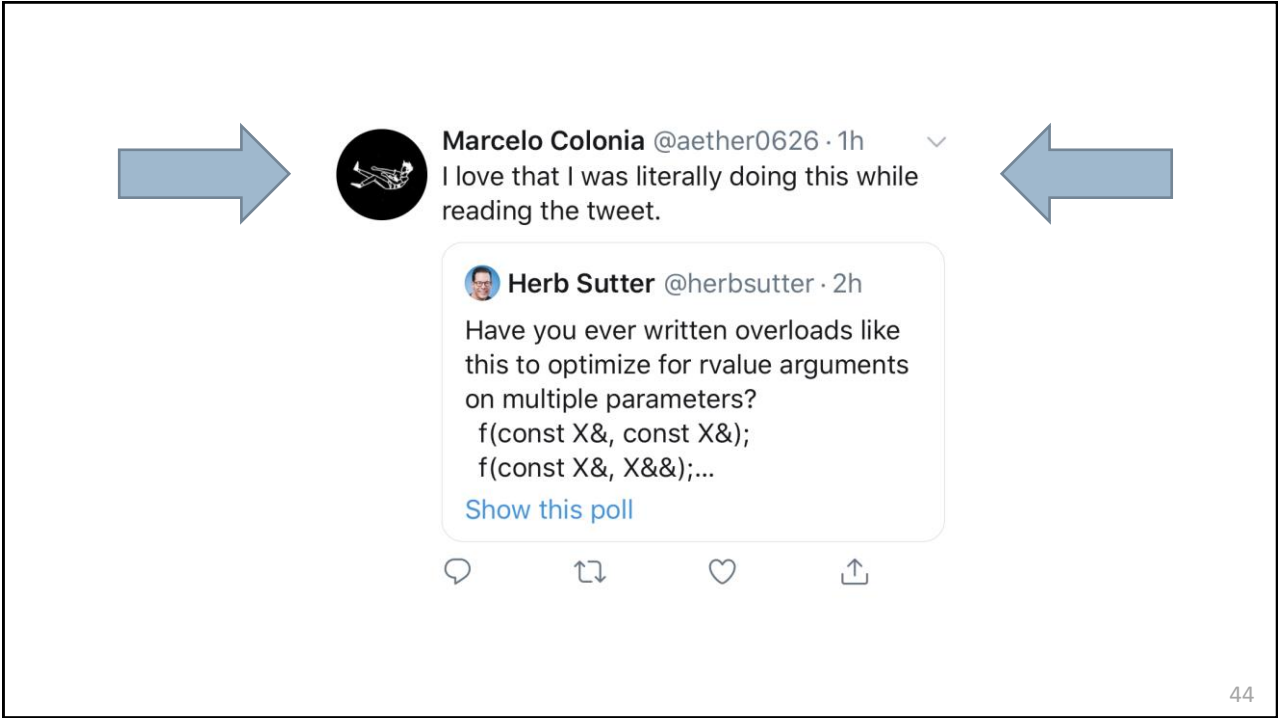 Marcelo Colonia @aether0626 · 1h
I love that I was literally doing this while
reading the tweet.
Herb Sutter @herbsutter · 2h
Have you ever written overloads like
this to optimize for rvalue arguments
on multiple parameters?
f(const X&, const X&);
f(const X&, X&&);...
Show this poll
44